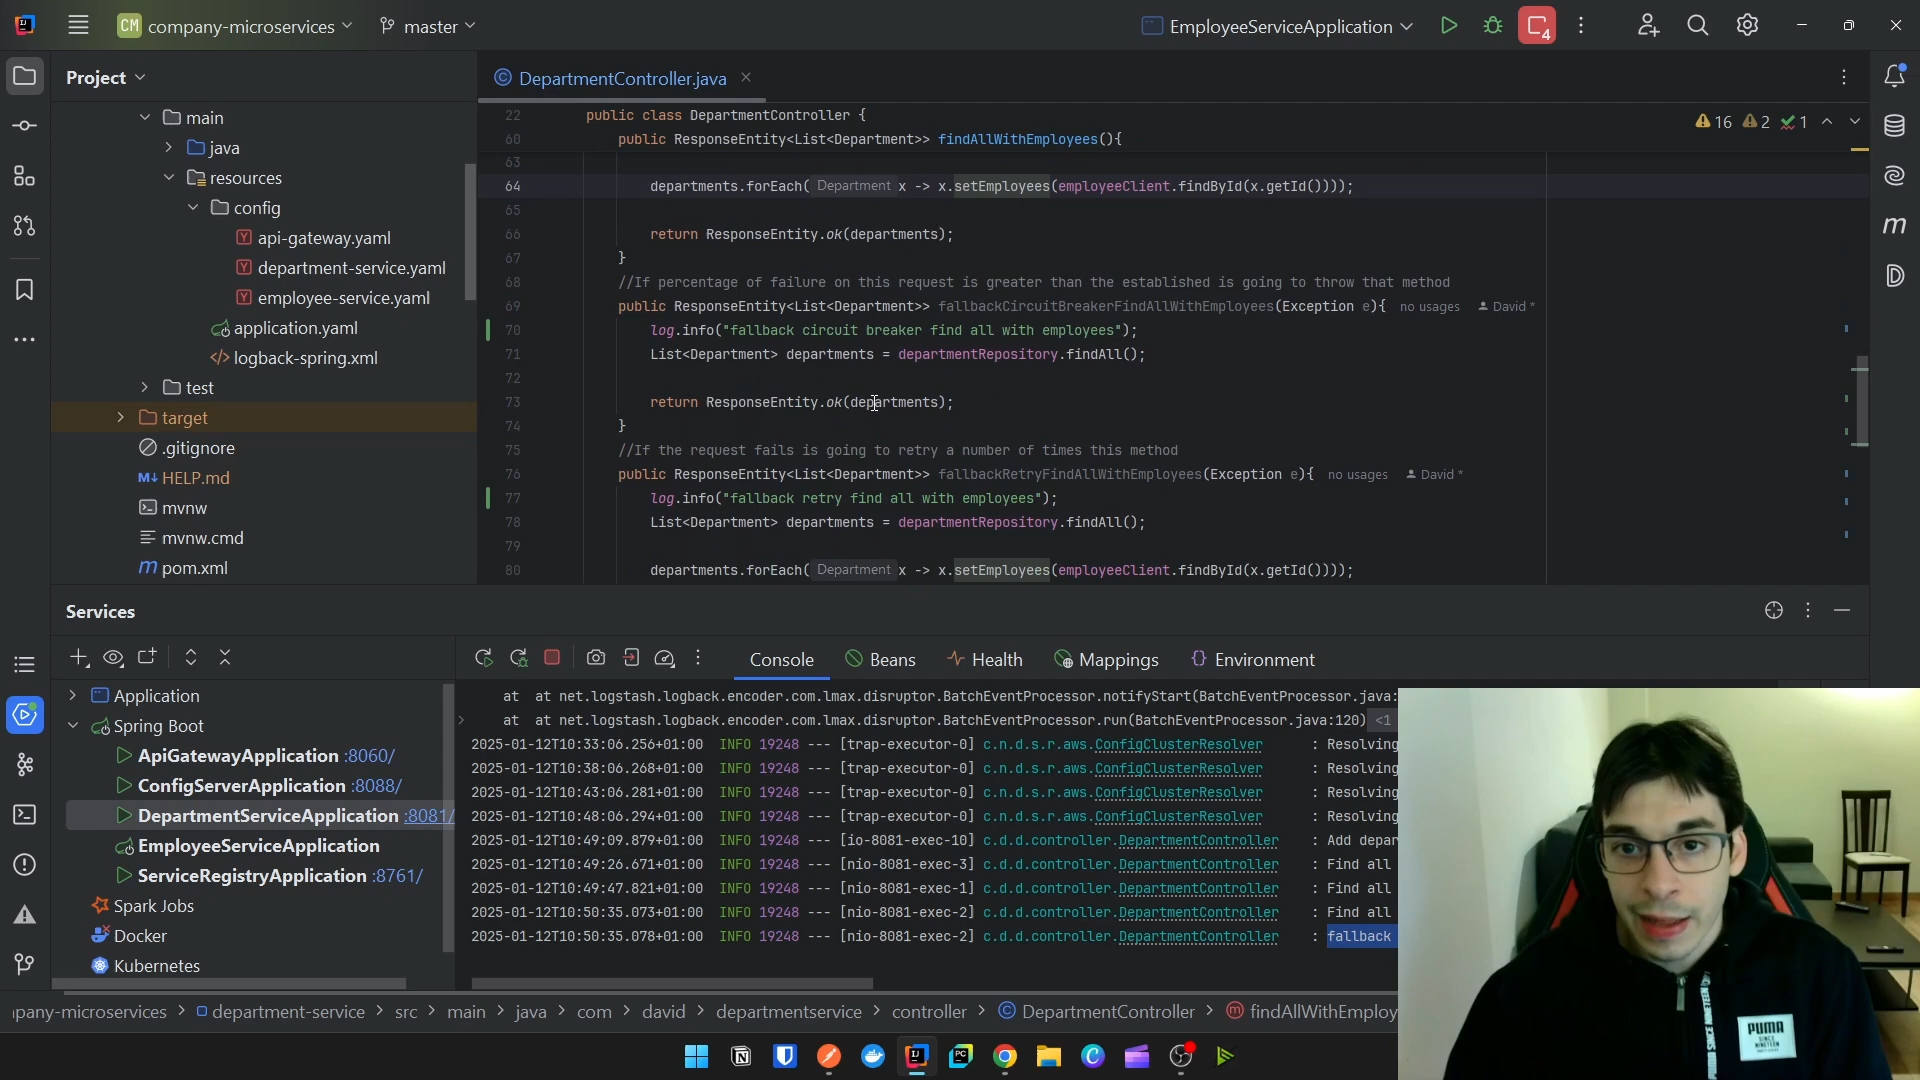 CM company-microservices
master
EmployeeServiceApplication
4
Project
DepartmentController.java
main
java
resources
config
api-gateway.yaml
department-service.yaml
employee-service.yaml
application.yaml
logback-spring.xml
test
target
.gitignore
HELP.md
mvnw
mvnw.cmd
pom.xml
16 2 1
22 public class DepartmentController {
60 public ResponseEntity<List<Department>> findAllWithEmployees(){
63
64 departments.forEach( Department x -> x.setEmployees(employeeClient.findById(x.getId())));
65
66 return ResponseEntity.ok(departments);
67 }
68 //If percentage of failure on this request is greater than the established is going to throw that method
69 public ResponseEntity<List<Department>> fallbackCircuitBreakerFindAllWithEmployees(Exception e){ no usages David *
70 log.info("fallback circuit breaker find all with employees");
71 List<Department> departments = departmentRepository.findAll();
72
73 return ResponseEntity.ok(departments);
74 }
75 //If the request fails is going to retry a number of times this method
76 public ResponseEntity<List<Department>> fallbackRetryFindAllWithEmployees(Exception e){ no usages David *
77 log.info("fallback retry find all with employees");
78 List<Department> departments = departmentRepository.findAll();
79
80 departments.forEach( Department x -> x.setEmployees(employeeClient.findById(x.getId())));
Services
Console Beans Health Mappings Environment
Application
Spring Boot
ApiGatewayApplication :8060/
ConfigServerApplication :8088/
DepartmentServiceApplication :8081/
EmployeeServiceApplication
ServiceRegistryApplication :8761/
Spark Jobs
Docker
Kubernetes
at at net.logstash.logback.encoder.com.lmax.disruptor.BatchEventProcessor.notifyStart(BatchEventProcessor.java:
at at net.logstash.logback.encoder.com.lmax.disruptor.BatchEventProcessor.run(BatchEventProcessor.java:120) <1
2025-01-12T10:33:06.256+01:00 INFO 19248 --- [trap-executor-0] c.n.d.s.r.aws.ConfigClusterResolver : Resolving
2025-01-12T10:38:06.268+01:00 INFO 19248 --- [trap-executor-0] c.n.d.s.r.aws.ConfigClusterResolver : Resolving
2025-01-12T10:43:06.281+01:00 INFO 19248 --- [trap-executor-0] c.n.d.s.r.aws.ConfigClusterResolver : Resolving
2025-01-12T10:48:06.294+01:00 INFO 19248 --- [trap-executor-0] c.n.d.s.r.aws.ConfigClusterResolver : Resolving
2025-01-12T10:49:09.879+01:00 INFO 19248 --- [io-8081-exec-10] c.d.d.controller.DepartmentController : Add depar
2025-01-12T10:49:26.671+01:00 INFO 19248 --- [nio-8081-exec-3] c.d.d.controller.DepartmentController : Find all
2025-01-12T10:49:47.821+01:00 INFO 19248 --- [nio-8081-exec-1] c.d.d.controller.DepartmentController : Find all
2025-01-12T10:50:35.073+01:00 INFO 19248 --- [nio-8081-exec-2] c.d.d.controller.DepartmentController : Find all
2025-01-12T10:50:35.078+01:00 INFO 19248 --- [nio-8081-exec-2] c.d.d.controller.DepartmentController : fallback
pany-microservices > department-service > src > main > java > com > david > departmentservice > controller > DepartmentController > findAllWithEmploy
PUMA
SINCE
NINETEEN